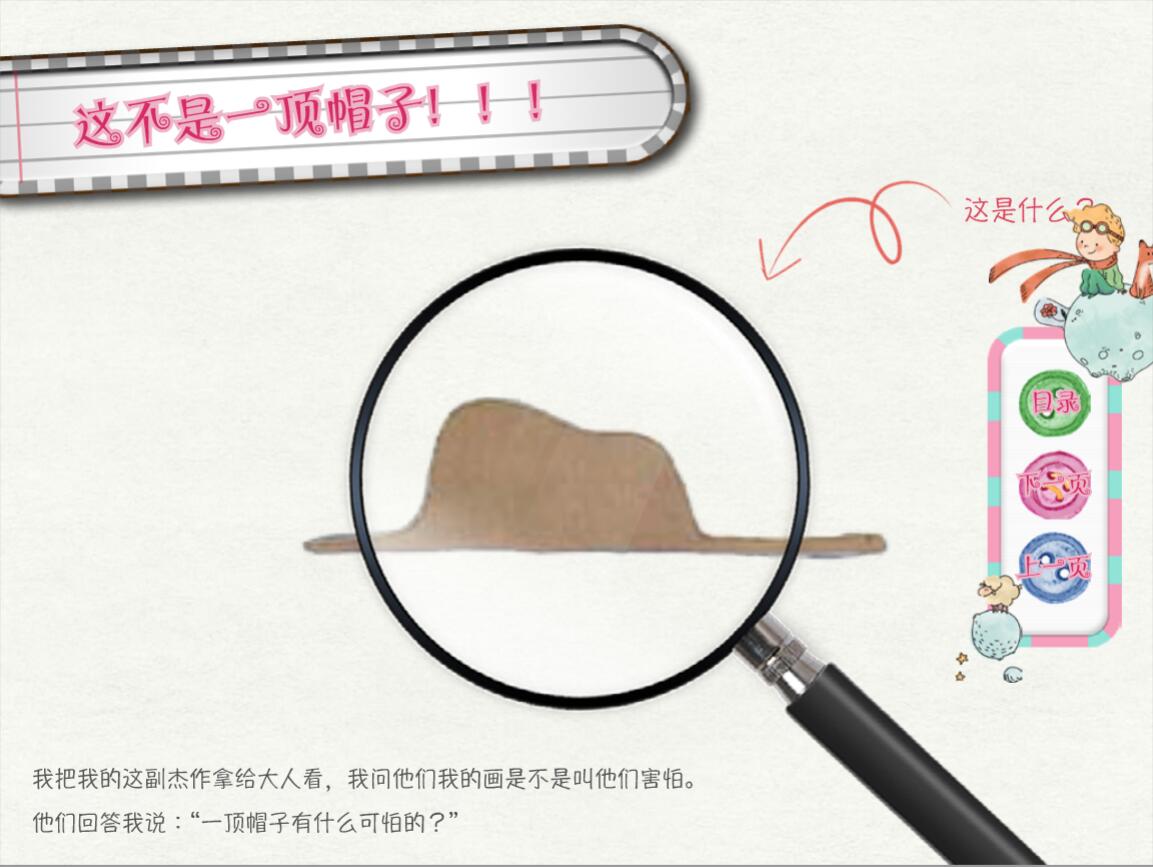 这不是一顶帽子！！！
这是什么？
目录
下一页
上一页
我把我的这副杰作拿给大人看，我问他们我的画是不是叫他们害怕。
他们回答我说：“一顶帽子有什么可怕的？”